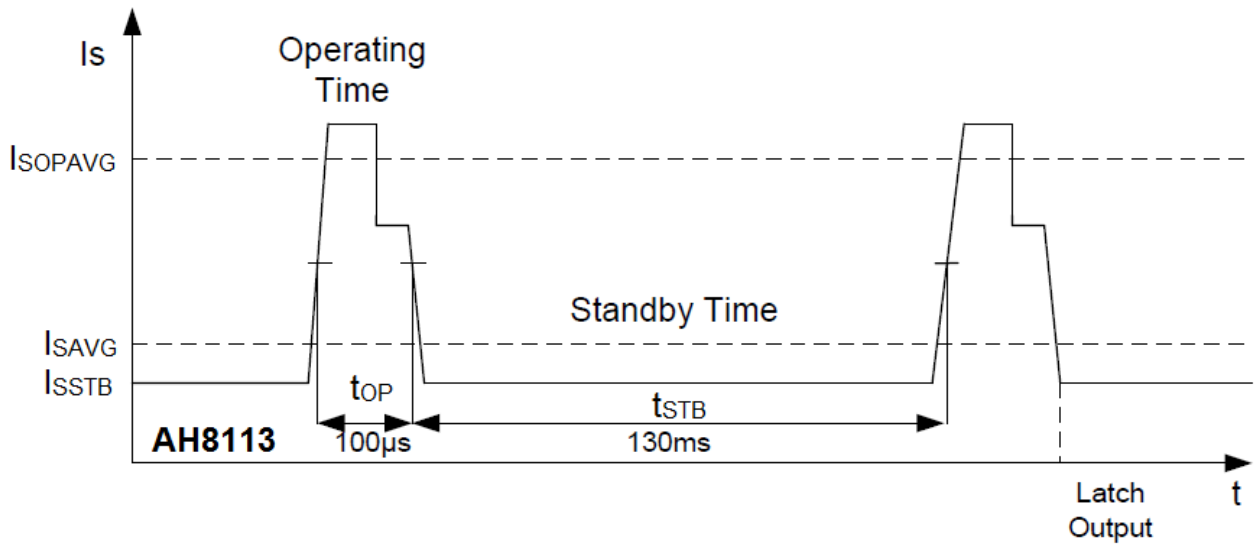 Is
Operating
Time
ISOPAVG
Standby Time
ISAVG
ISSTB
tOP
tSTB
AH8113
100µs
130ms
t
Latch
Output